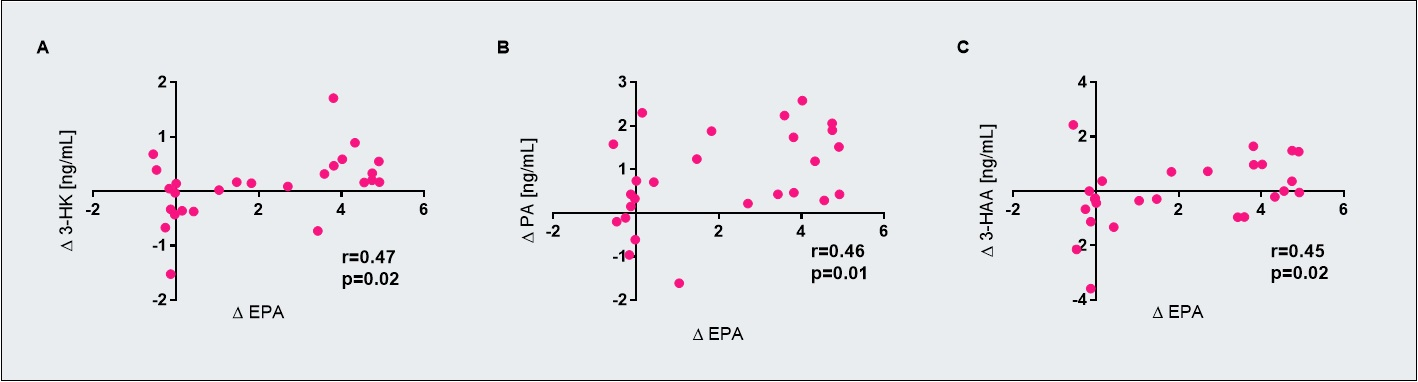 A
Δ 3-HK [ng/mL]
2
1
-1
-2
-2
2
4
6
r=0.47
p=0.02
Δ EPA
B
Δ PA [ng/mL]
3
2
1
-1
-2
-2
2
4
6
r=0.46
p=0.01
Δ EPA
C
Δ 3-HAA [ng/mL]
4
2
-2
-4
-2
2
4
6
r=0.45
p=0.02
Δ EPA